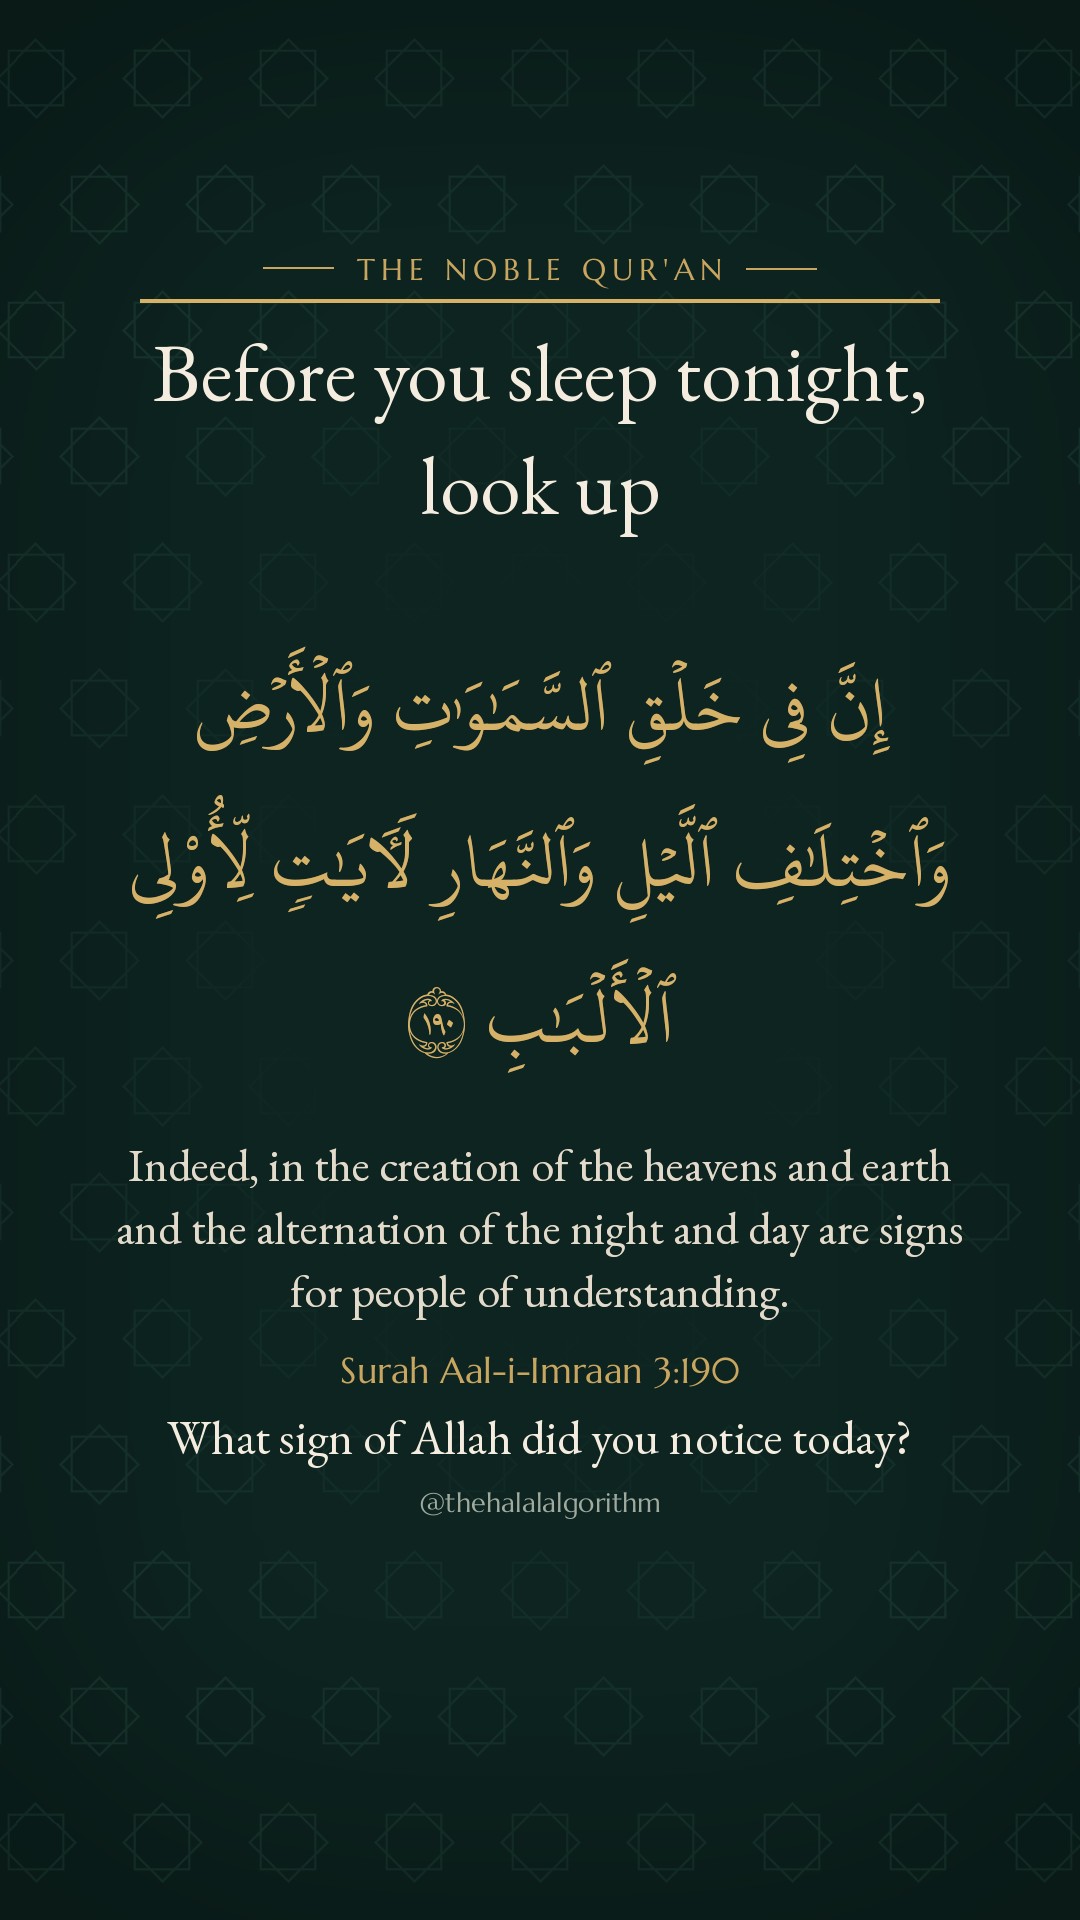 THE NOBLE QUR'AN
Before you sleep tonight,
look up
إِنَّ فِى خَلْقِ ٱلسَّمَـٰوَٰتِ وَٱلْأَرْضِ
وَٱخْتِلَـٰفِ ٱلَّيْلِ وَٱلنَّهَارِ لَـَٔايَـٰتٍ لِّأُو۟لِى
ٱلْأَلْبَـٰبِ ١٩٠
Indeed, in the creation of the heavens and earth
and the alternation of the night and day are signs
for people of understanding.
Surah Aal-i-Imraan 3:190
What sign of Allah did you notice today?
@thehalalalgorithm